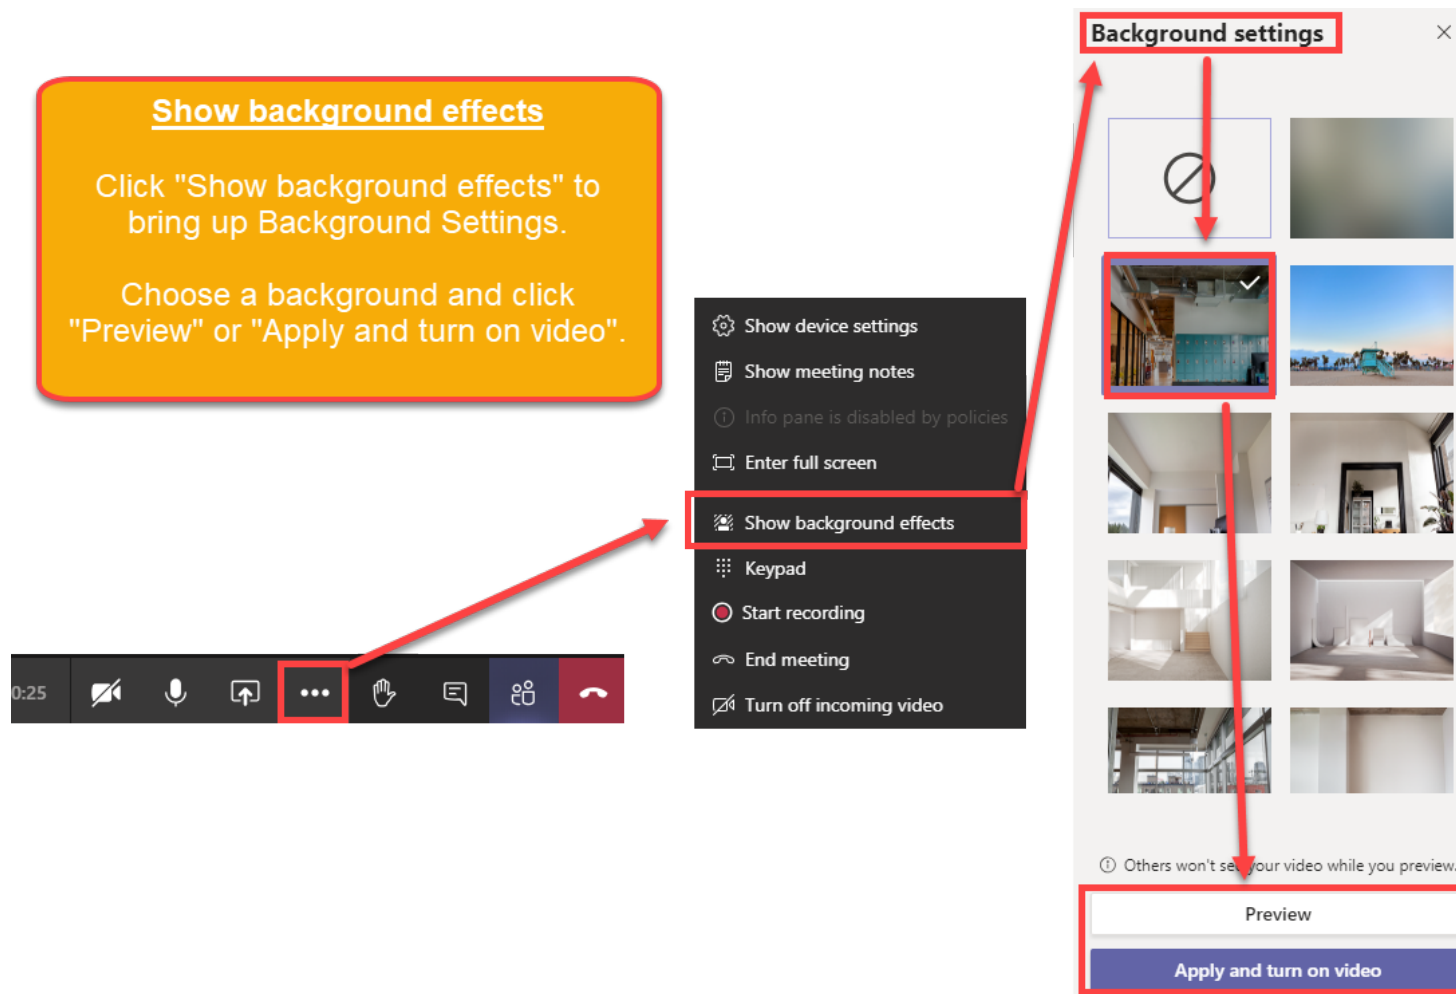 Show background effects
Click "Show background effects" to
bring up Background Settings.
Choose a background and click
"Preview" or "Apply and turn on video".
0:25
Show device settings
Show meeting notes
Info pane is disabled by policies
Enter full screen
Show background effects
Keypad
Start recording
End meeting
Turn off incoming video
Background settings
Others won't see your video while you preview.
Preview
Apply and turn on video